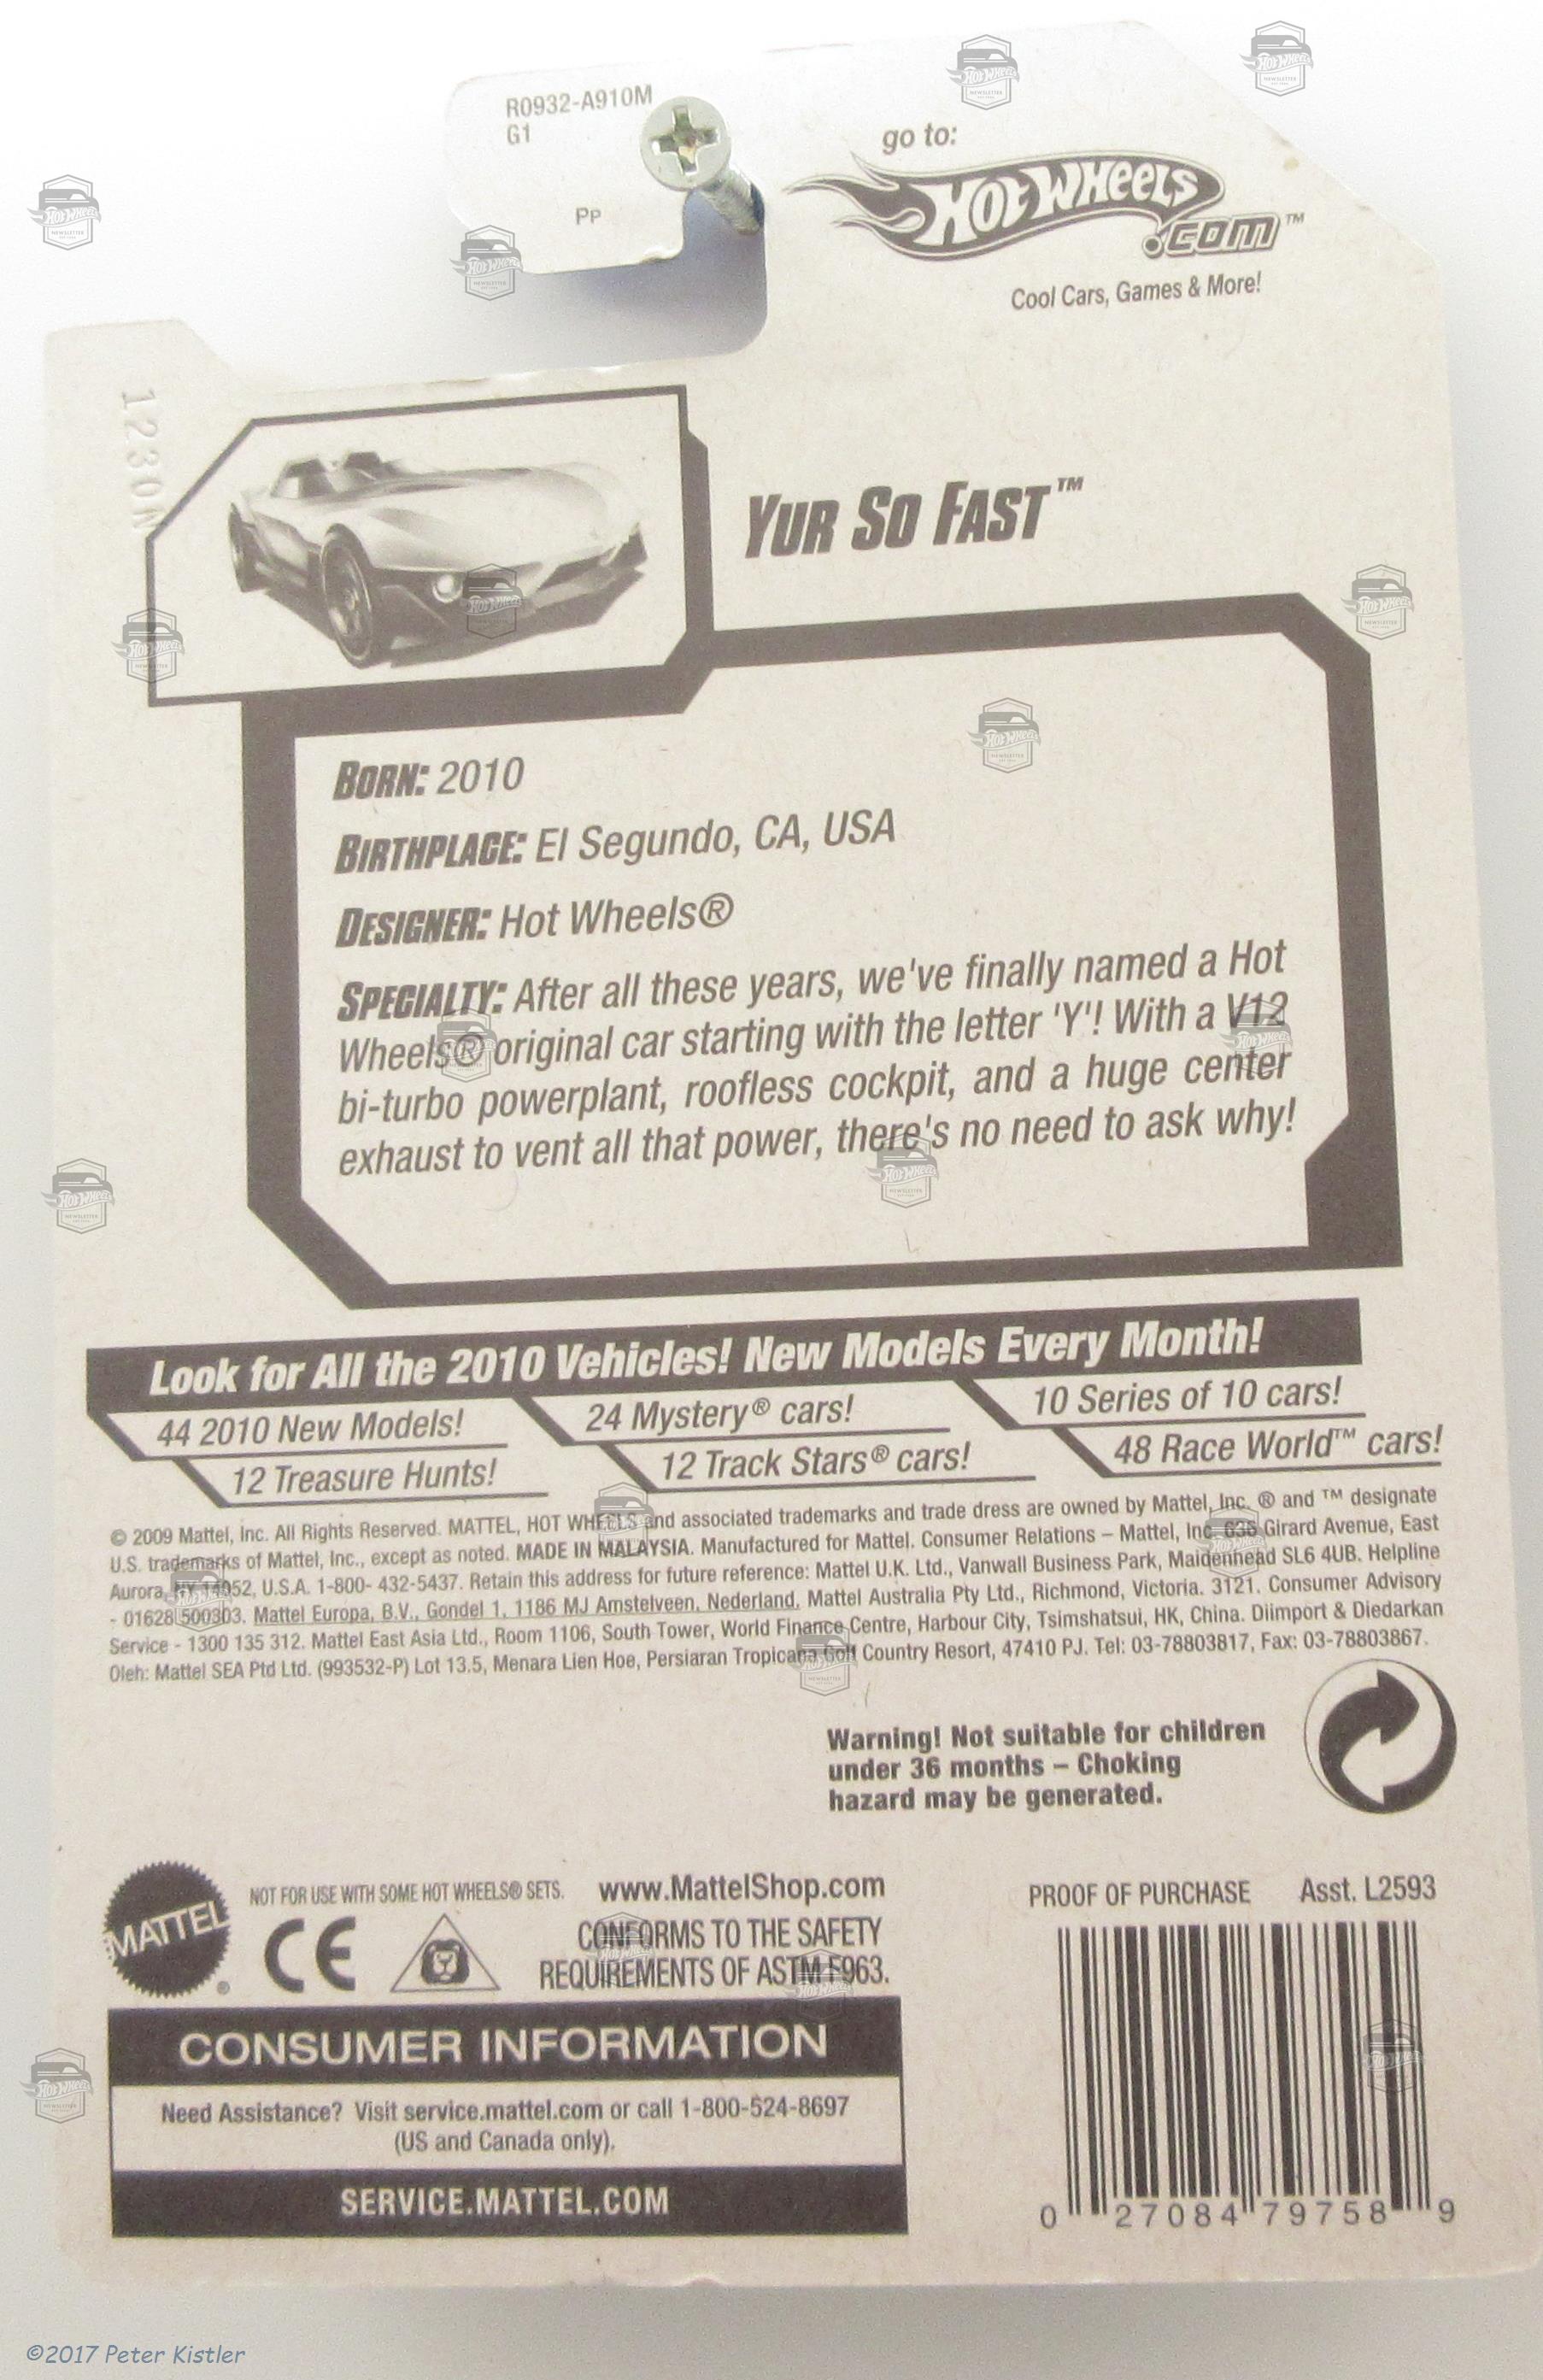 R0932-A910M
G1
PP
go to:
HOT WHEELS
.COM™
Cool Cars, Games & More!
1230N
YUR SO FAST™
BORN: 2010
BIRTHPLACE: El Segundo, CA, USA
DESIGNER: Hot Wheels®
SPECIALTY: After all these years, we've finally named a Hot
Wheels® original car starting with the letter 'Y'! With a V12
bi-turbo powerplant, roofless cockpit, and a huge center
exhaust to vent all that power, there's no need to ask why!
Look for All the 2010 Vehicles! New Models Every Month!
44 2010 New Models!
24 Mystery® cars!
10 Series of 10 cars!
12 Treasure Hunts!
12 Track Stars® cars!
48 Race World™ cars!
© 2009 Mattel, Inc. All Rights Reserved. MATTEL, HOT WHEELS and associated trademarks and trade dress are owned by Mattel, Inc. ® and ™ designate
U.S. trademarks of Mattel, Inc., except as noted. MADE IN MALAYSIA. Manufactured for Mattel. Consumer Relations – Mattel, Inc. 636 Girard Avenue, East
Aurora, NY 14052, U.S.A. 1-800- 432-5437. Retain this address for future reference: Mattel U.K. Ltd., Vanwall Business Park, Maidenhead SL6 4UB. Helpline
- 01628 500303. Mattel Europa, B.V., Gondel 1, 1186 MJ Amstelveen, Nederland. Mattel Australia Pty Ltd., Richmond, Victoria. 3121. Consumer Advisory
Service - 1300 135 312. Mattel East Asia Ltd., Room 1106, South Tower, World Finance Centre, Harbour City, Tsimshatsui, HK, China. Diimport & Diedarkan
Oleh: Mattel SEA Ptd Ltd. (993532-P) Lot 13.5, Menara Lien Hoe, Persiaran Tropicana Golf Country Resort, 47410 PJ. Tel: 03-78803817, Fax: 03-78803867.
Warning! Not suitable for children
under 36 months – Choking
hazard may be generated.
MATTEL®
NOT FOR USE WITH SOME HOT WHEELS® SETS.
www.MattelShop.com
CE
CONFORMS TO THE SAFETY
REQUIREMENTS OF ASTM F963.
PROOF OF PURCHASE Asst. L2593
CONSUMER INFORMATION
Need Assistance? Visit service.mattel.com or call 1-800-524-8697
(US and Canada only).
SERVICE.MATTEL.COM
0 27084 79758 9
©2017 Peter Kistler